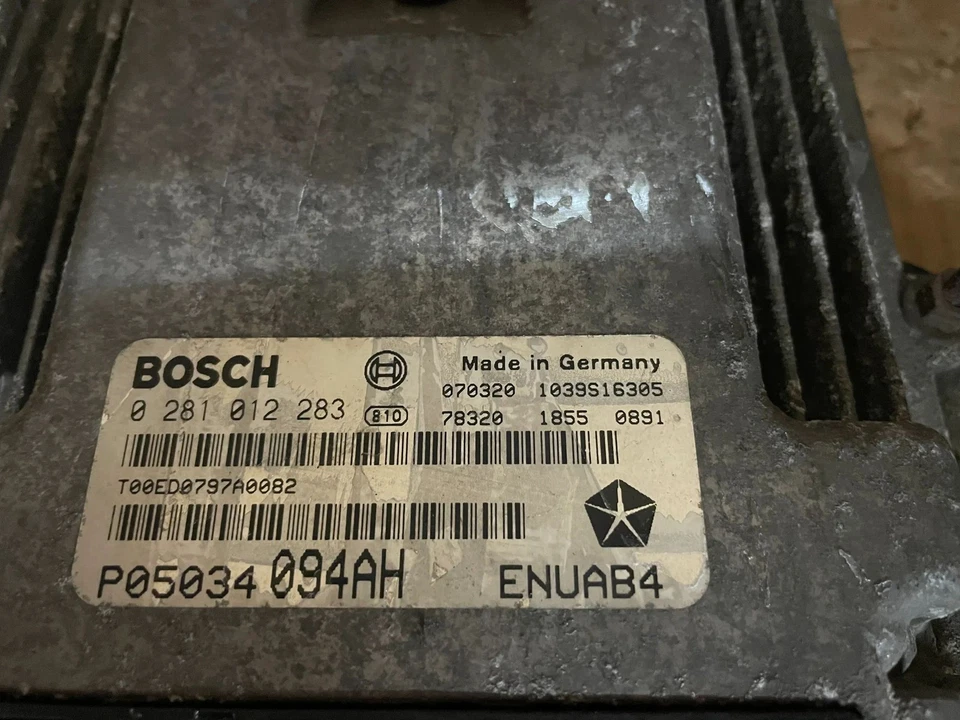 BOSCH Made in Germany
070320 1039S16305
0 281 012 283 810 78320 1855 0891
T00ED0797A0082
P05034 094AH ENUAB4